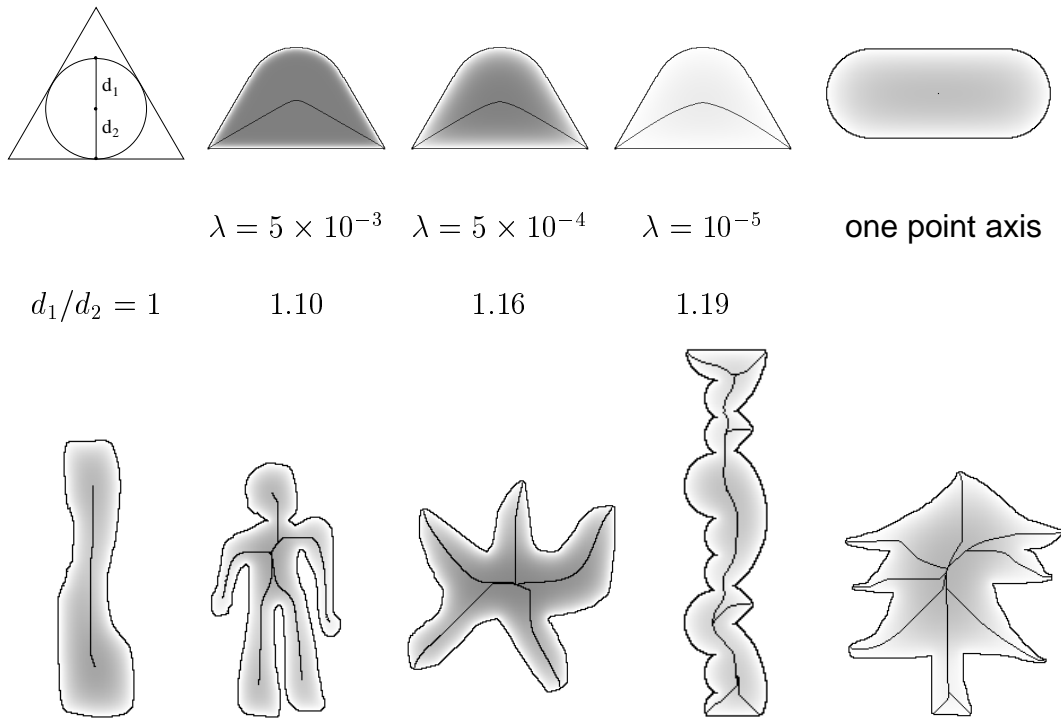 d₁
d₂
λ = 5 × 10⁻³ λ = 5 × 10⁻⁴ λ = 10⁻⁵ one point axis
d₁/d₂ = 1 1.10 1.16 1.19